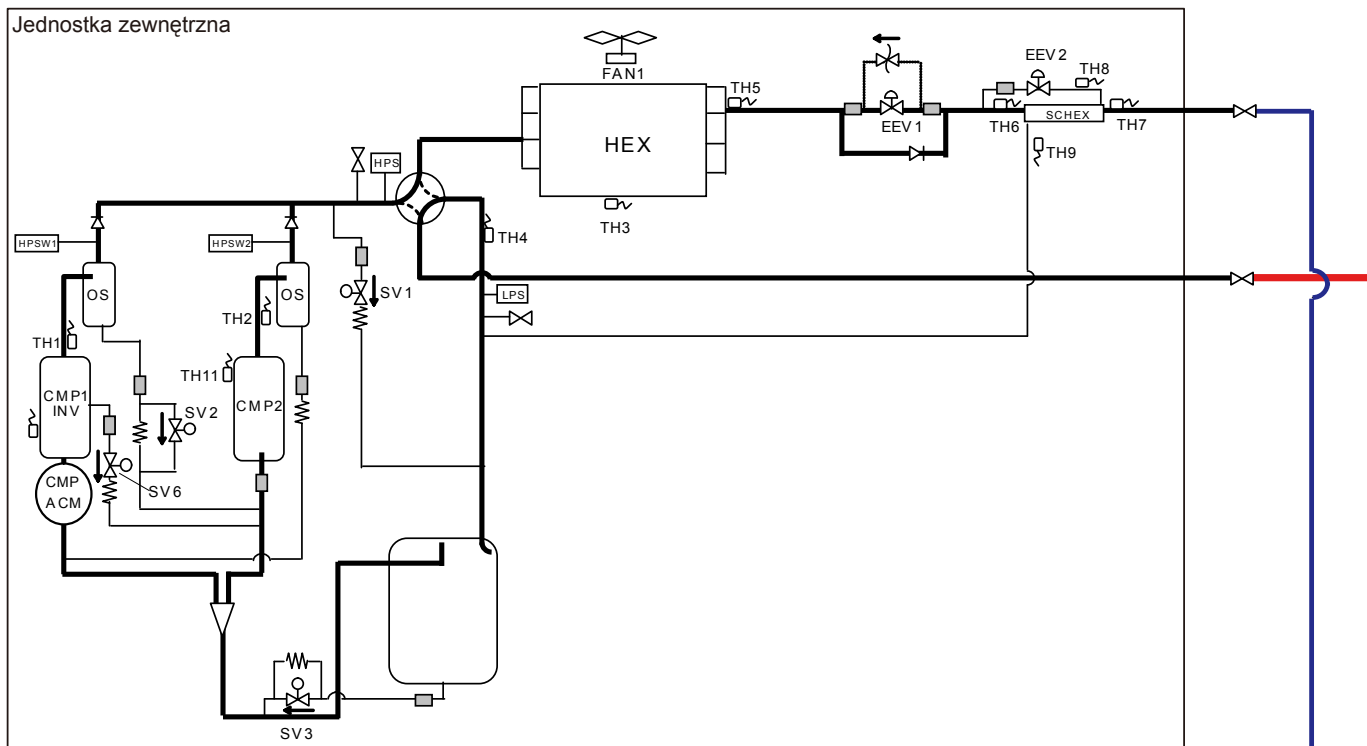 Jednostka zewnętrzna
FAN1
EEV2
TH8
TH5
EEV1
TH6
SCHEX
TH7
HEX
TH9
HPS
TH3
TH4
HPSW1
HPSW2
OS
OS
SV1
LPS
TH2
TH1
TH11
CMP1
INV
CMP2
SV2
SV6
CMP
ACM
SV3